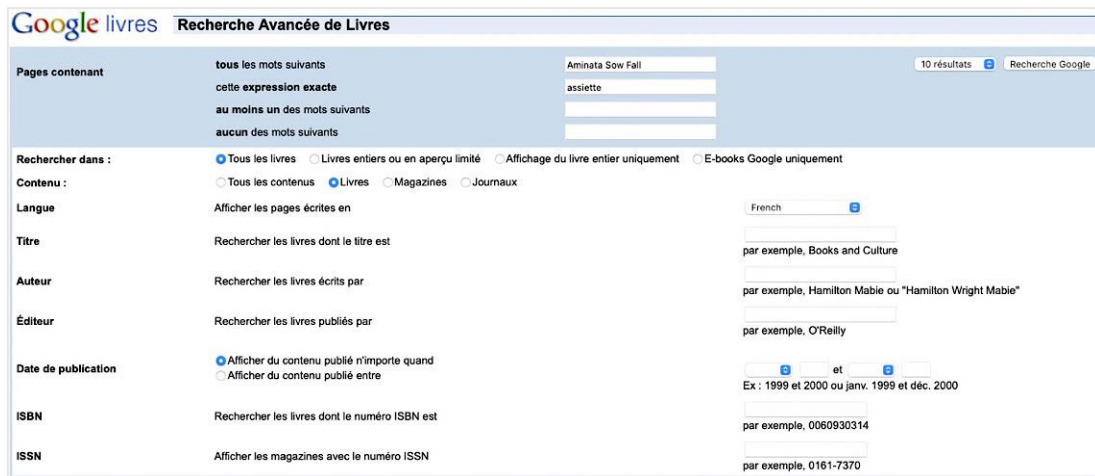 Google livres Recherche Avancée de Livres
Pages contenant tous les mots suivants Aminata Sow Fall 10 résultats Recherche Google
cette expression exacte assiette
au moins un des mots suivants
aucun des mots suivants
Rechercher dans : Tous les livres Livres entiers ou en aperçu limité Affichage du livre entier uniquement E-books Google uniquement
Contenu : Tous les contenus Livres Magazines Journaux
Langue Afficher les pages écrites en French
Titre Rechercher les livres dont le titre est
par exemple, Books and Culture
Auteur Rechercher les livres écrits par
par exemple, Hamilton Mabie ou "Hamilton Wright Mabie"
Éditeur Rechercher les livres publiés par
par exemple, O'Reilly
Date de publication Afficher du contenu publié n'importe quand
Afficher du contenu publié entre et
Ex : 1999 et 2000 ou janv. 1999 et déc. 2000
ISBN Rechercher les livres dont le numéro ISBN est
par exemple, 0060930314
ISSN Afficher les magazines avec le numéro ISSN
par exemple, 0161-7370